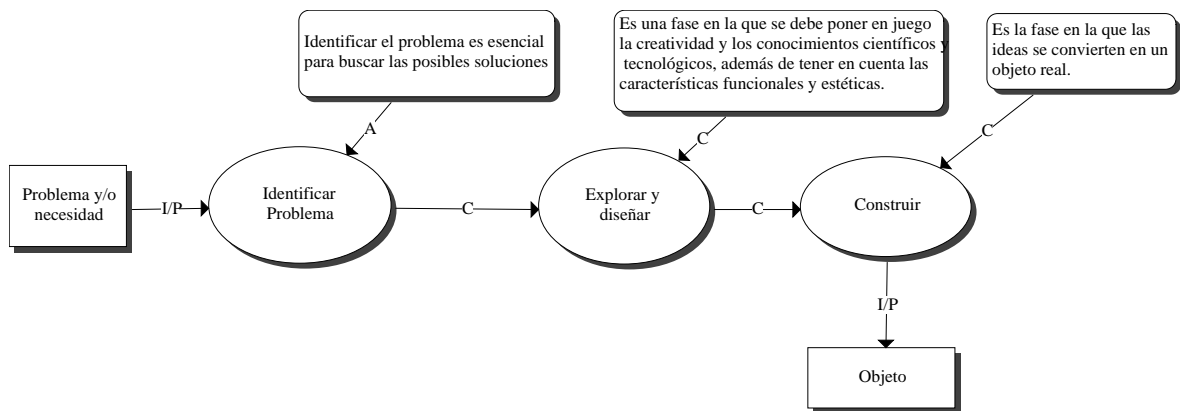 Identificar el problema es esencial
para buscar las posibles soluciones
Es una fase en la que se debe poner en juego
la creatividad y los conocimientos científicos y
tecnológicos, además de tener en cuenta las
características funcionales y estéticas.
Es la fase en la que las
ideas se convierten en un
objeto real.
A
C
C
Problema y/o
necesidad
I/P
Identificar
Problema
C
Explorar y
diseñar
C
Construir
I/P
Objeto